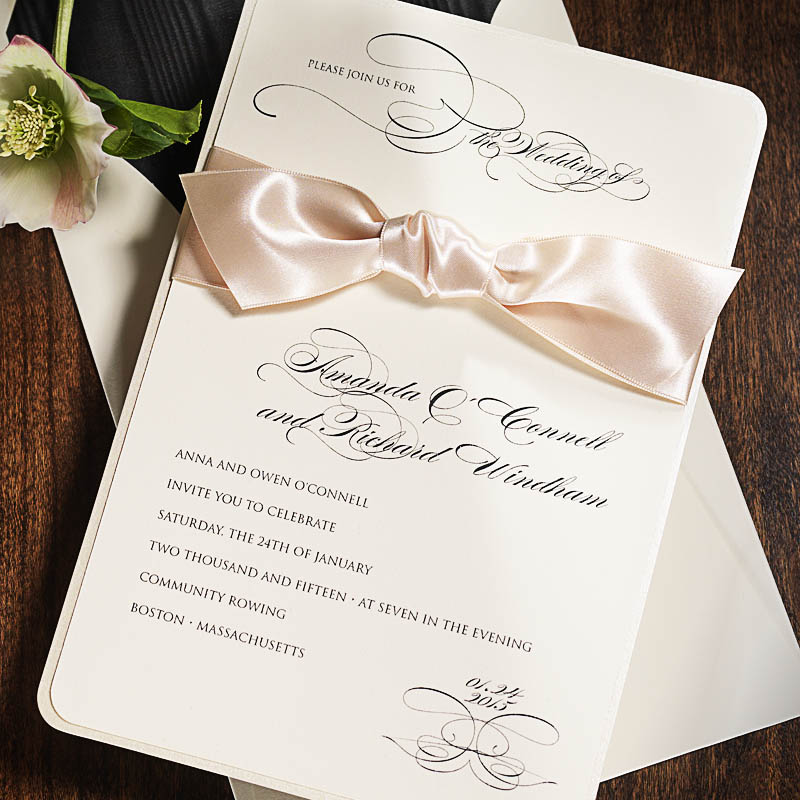 PLEASE JOIN US FOR
the Wedding of
Amanda O'Connell
and Richard Windham
ANNA AND OWEN O'CONNELL
INVITE YOU TO CELEBRATE
SATURDAY, THE 24TH OF JANUARY
TWO THOUSAND AND FIFTEEN • AT SEVEN IN THE EVENING
COMMUNITY ROWING
BOSTON • MASSACHUSETTS
01.24
2015